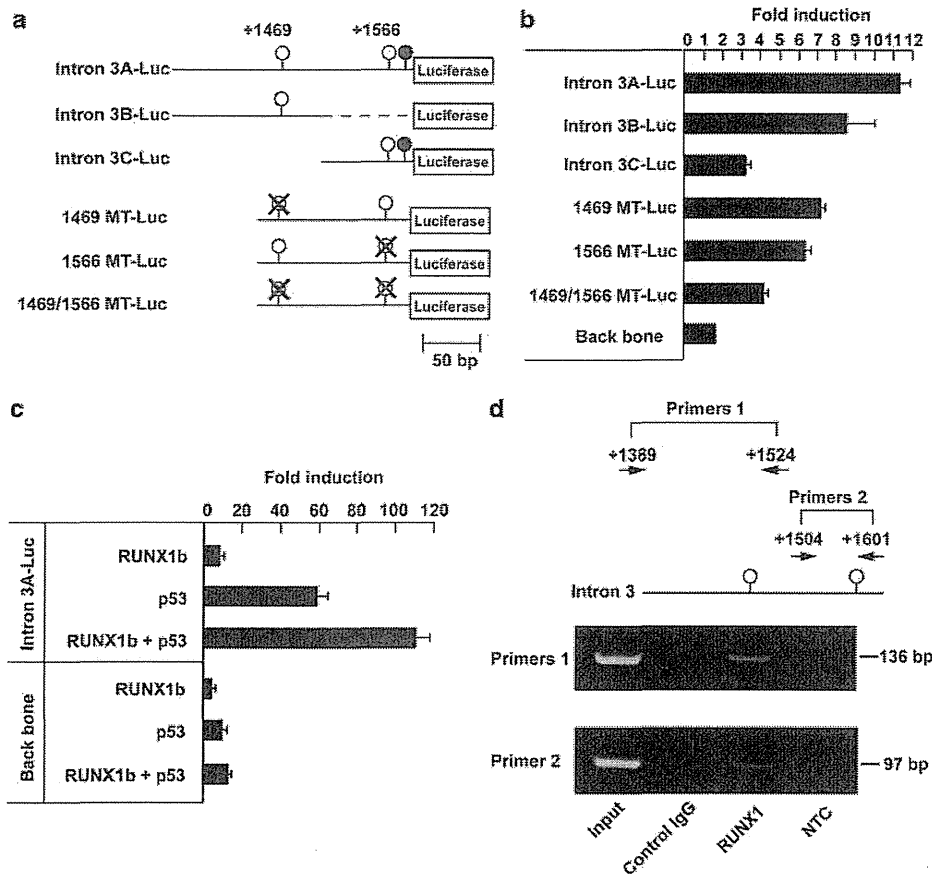 a
+1469 +1566
Intron 3A-Luc Luciferase
Intron 3B-Luc Luciferase
Intron 3C-Luc Luciferase
1469 MT-Luc Luciferase
1566 MT-Luc Luciferase
1469/1566 MT-Luc Luciferase
50 bp
b
Fold induction
0 1 2 3 4 5 6 7 8 9 10 11 12
Intron 3A-Luc
Intron 3B-Luc
Intron 3C-Luc
1469 MT-Luc
1566 MT-Luc
1469/1566 MT-Luc
Back bone
c
Fold induction
0 20 40 60 80 100 120
Intron 3A-Luc
RUNX1b
p53
RUNX1b + p53
Back bone
RUNX1b
p53
RUNX1b + p53
d
Primers 1
+1389 +1524
Primers 2
+1504 +1601
Intron 3
Primers 1 136 bp
Primer 2 97 bp
Input Control IgG RUNX1 NTC